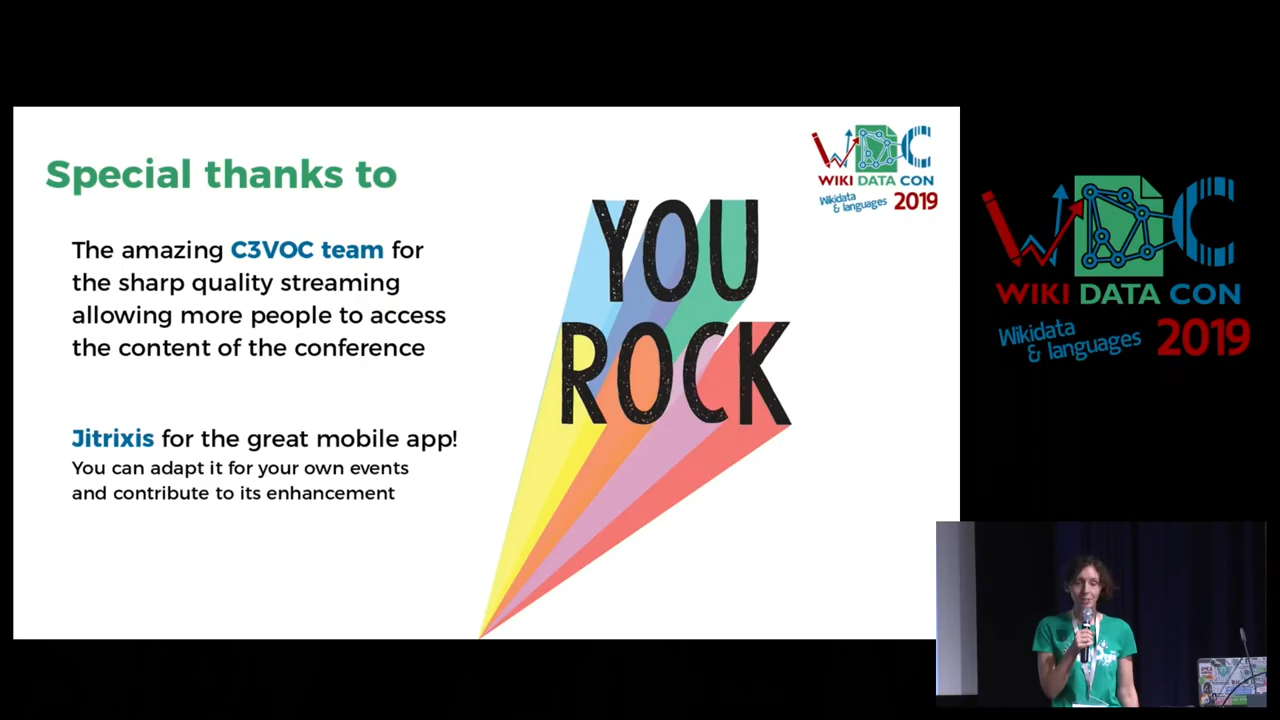 Special thanks to
The amazing C3VOC team for
the sharp quality streaming
allowing more people to access
the content of the conference
Jitrixis for the great mobile app!
You can adapt it for your own events
and contribute to its enhancement
YOU
ROCK
WDC
WIKI DATA CON
Wikidata
& languages 2019
WDC
WIKI DATA CON
Wikidata
& languages 2019